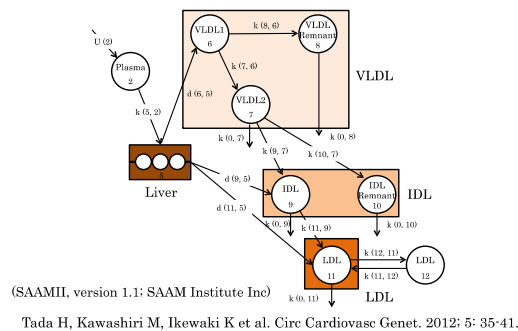 U (2)
Plasma
2
k (5, 2)
VLDL1
6
k (8, 6)
VLDL
Remnant
8
k (7, 6)
VLDL
d (6, 5)
VLDL2
7
k (0, 7)
k (0, 8)
k (9, 7)
k (10, 7)
5
Liver
d (9, 5)
d (11, 5)
IDL
9
IDL
Remnant
10
IDL
k (0, 9)
k (11, 9)
k (0, 10)
LDL
11
k (12, 11)
k (11, 12)
LDL
12
k (0, 11)
LDL
(SAAMII, version 1.1; SAAM Institute Inc)
Tada H, Kawashiri M, Ikewaki K et al. Circ Cardiovasc Genet. 2012; 5: 35-41.